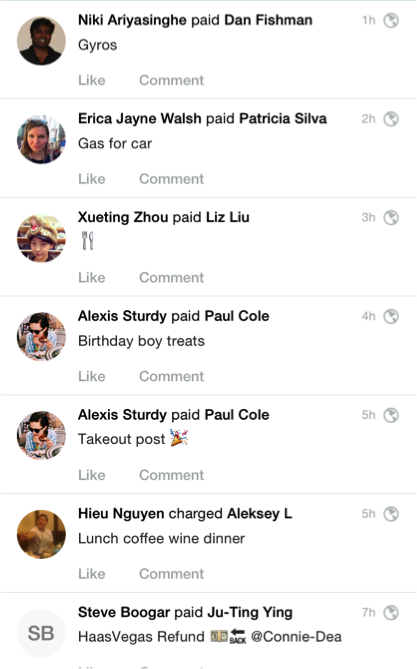 Niki Ariyasinghe paid Dan Fishman 1h
Gyros
Like Comment
Erica Jayne Walsh paid Patricia Silva 2h
Gas for car
Like Comment
Xueting Zhou paid Liz Liu 3h
🍴
Like Comment
Alexis Sturdy paid Paul Cole 4h
Birthday boy treats
Like Comment
Alexis Sturdy paid Paul Cole 5h
Takeout post 🎉
Like Comment
Hieu Nguyen charged Aleksey L 5h
Lunch coffee wine dinner
Like Comment
SB
Steve Boogar paid Ju-Ting Ying 7h
HaasVegas Refund 💵🔙 @Connie-Dea